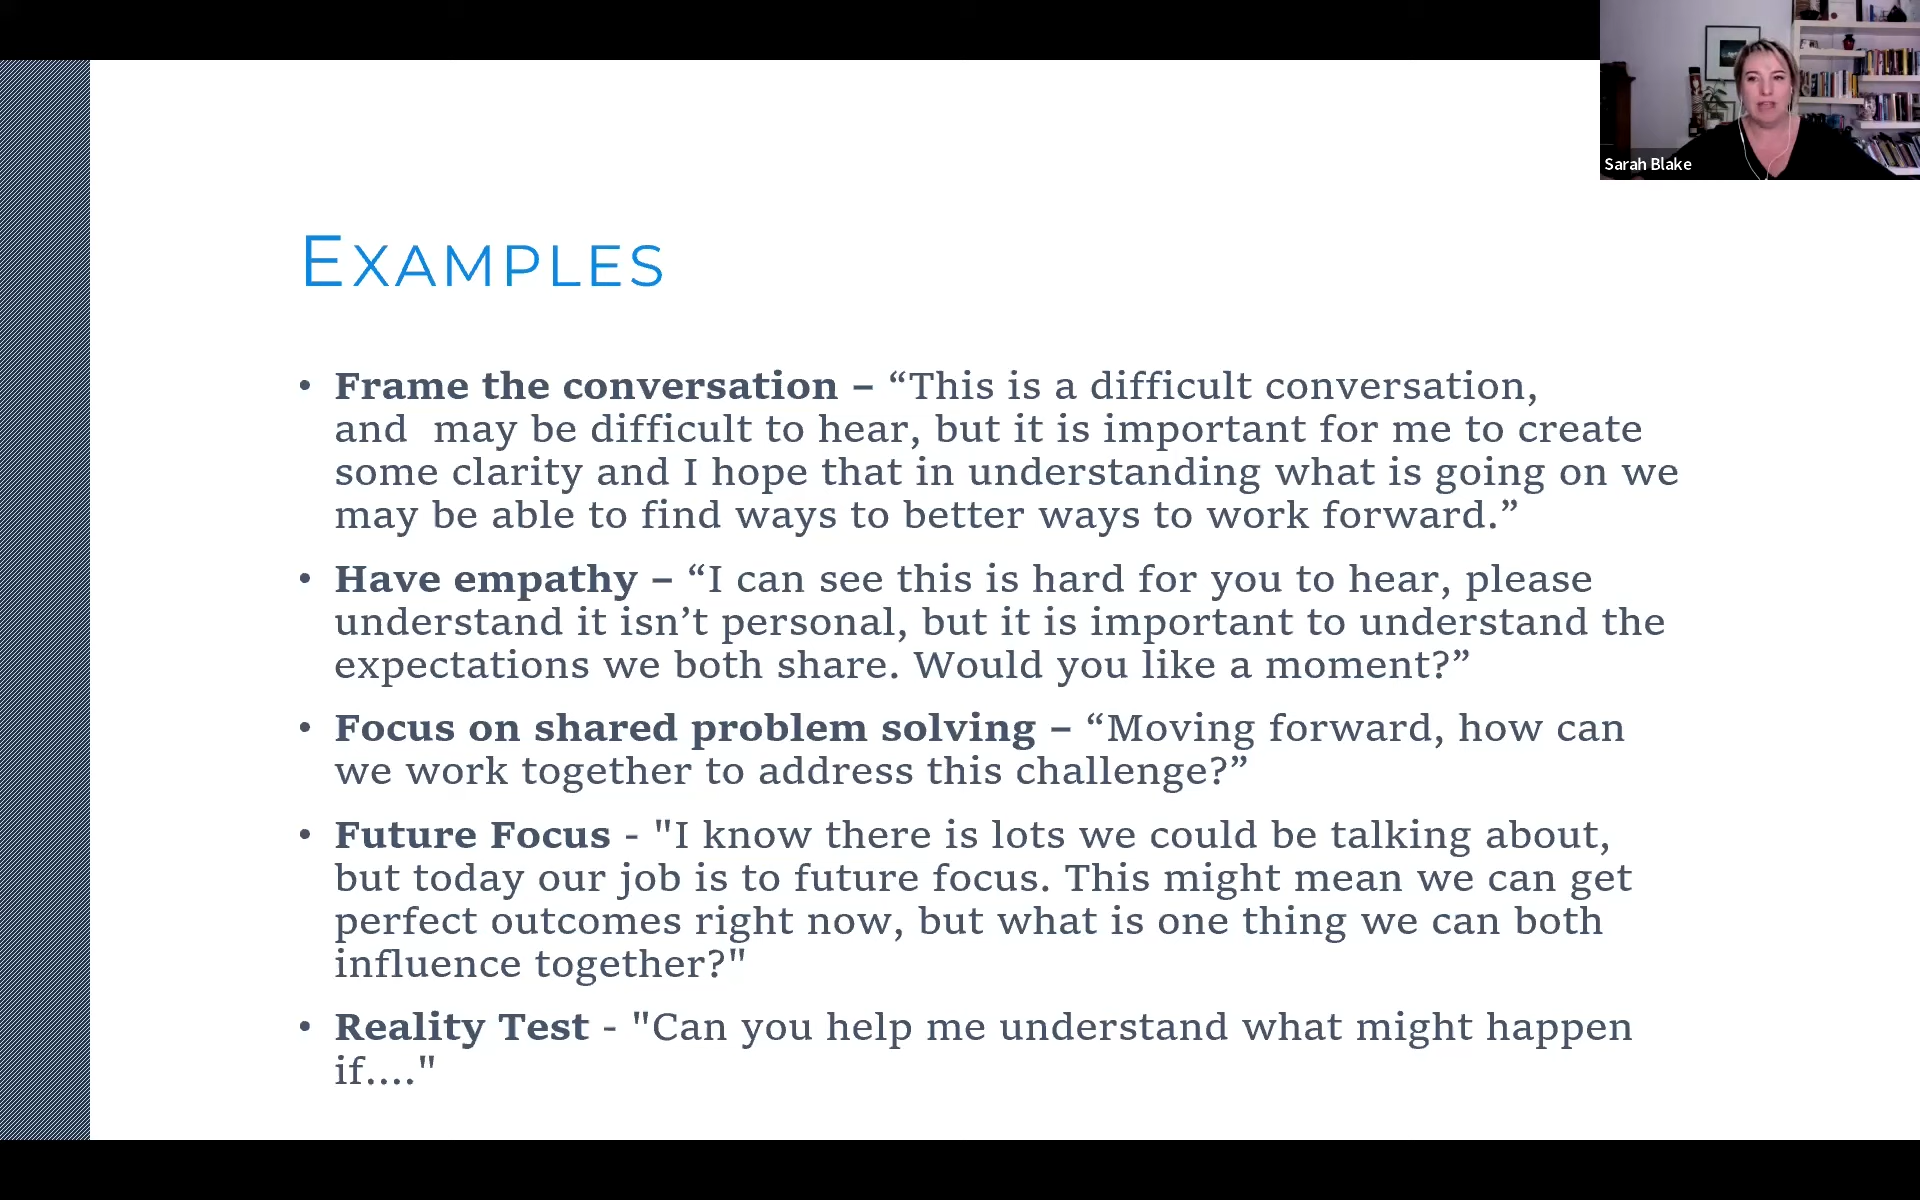 Sarah Blake
EXAMPLES
• Frame the conversation – “This is a difficult conversation,
and  may be difficult to hear, but it is important for me to create
some clarity and I hope that in understanding what is going on we
may be able to find ways to better ways to work forward.”
• Have empathy – “I can see this is hard for you to hear, please
understand it isn’t personal, but it is important to understand the
expectations we both share. Would you like a moment?”
• Focus on shared problem solving – “Moving forward, how can
we work together to address this challenge?”
• Future Focus - "I know there is lots we could be talking about,
but today our job is to future focus. This might mean we can get
perfect outcomes right now, but what is one thing we can both
influence together?"
• Reality Test - "Can you help me understand what might happen
if...."